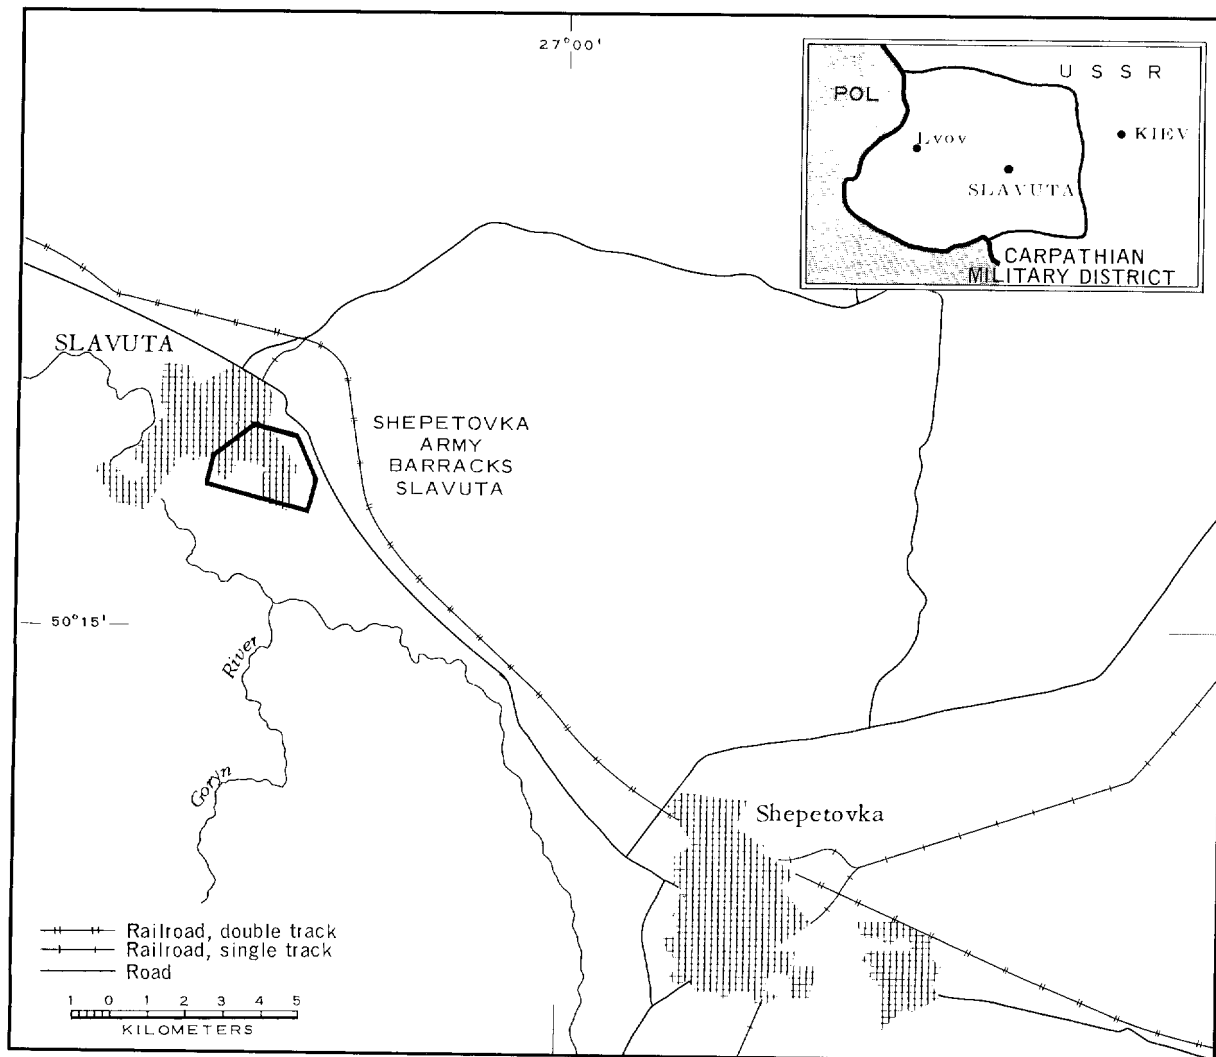 27°00'
USSR
POL
KIEV
Lvov
SLAVUTA
CARPATHIAN
MILITARY DISTRICT
SLAVUTA
SHEPETOVKA
ARMY
BARRACKS
SLAVUTA
50°15'
River
Goryn
Shepetovka
Railroad, double track
Railroad, single track
Road
1 0 1 2 3 4 5
KILOMETERS